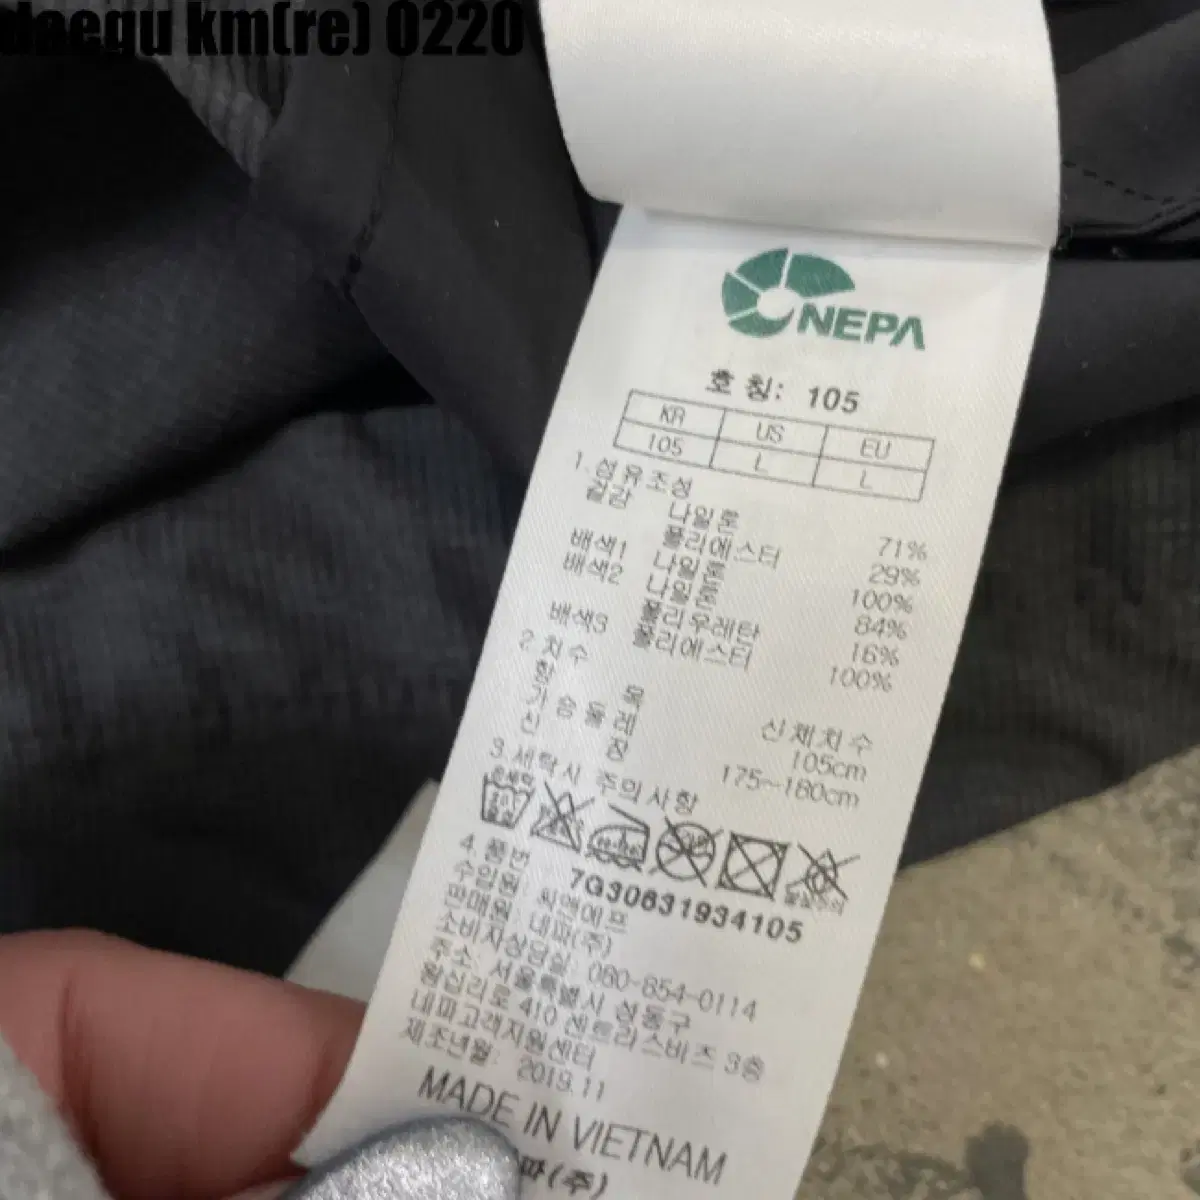 daegu km(re) 0220
NEPA
호 칭: 105
KR US EU
105 L L
1.섬유조성
겉감 나일론 71%
폴리에스터 29%
배색1 나일론 100%
배색2 나일론 84%
폴리우레탄 16%
배색3 폴리에스터 100%
2.치수
항 목 신체치수
가슴둘레 105cm
신 장 175~180cm
3.세탁시 주의사항
손세탁
4.품번 7G30631934105
수입원: 씨앤에프
판매원: 네파(주)
소비자상담실: 080-854-0114
주소: 서울특별시 성동구
왕십리로 410 센트라스비즈 3층
네파고객지원센터
제조년월: 2019.11
MADE IN VIETNAM
파(주)